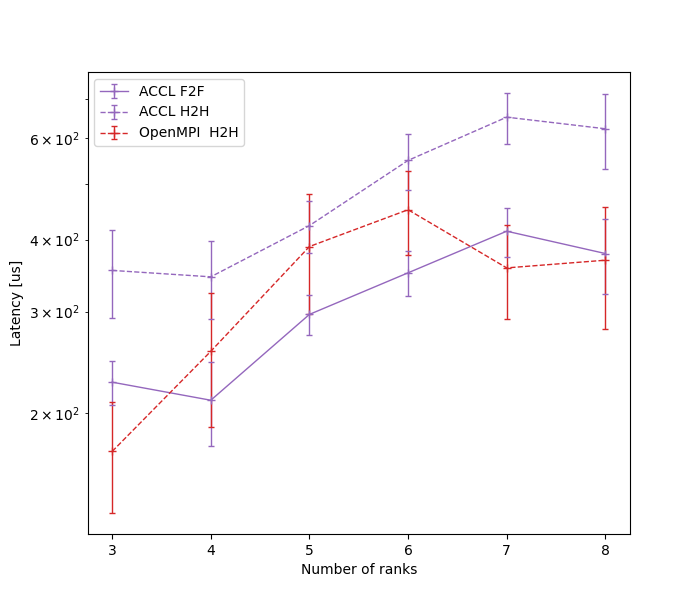 ACCL F2F
ACCL H2H
OpenMPI  H2H
6 × 10²
4 × 10²
3 × 10²
2 × 10²
Latency [us]
3 4 5 6 7 8
Number of ranks